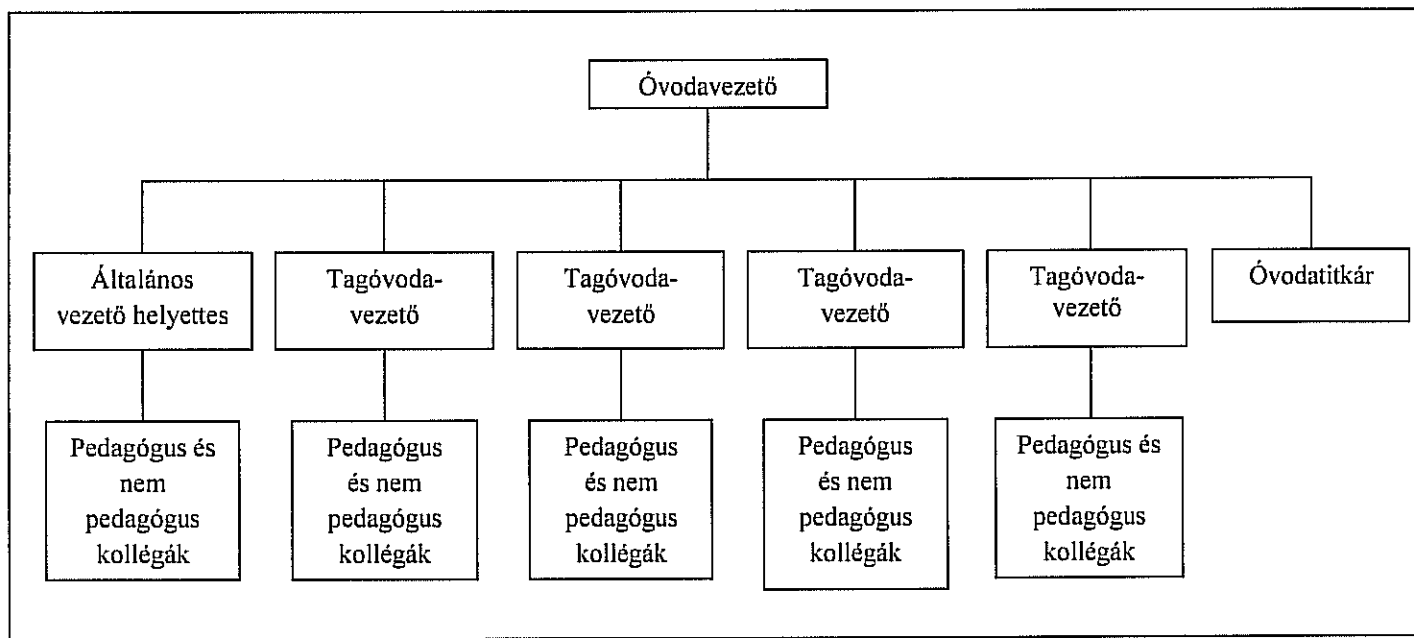 Óvodavezető
Általános
vezető helyettes
Tagóvoda-
vezető
Tagóvoda-
vezető
Tagóvoda-
vezető
Tagóvoda-
vezető
Óvodatitkár
Pedagógus és
nem
pedagógus
kollégák
Pedagógus
és nem
pedagógus
kollégák
Pedagógus
és nem
pedagógus
kollégák
Pedagógus
és nem
pedagógus
kollégák
Pedagógus és
nem
pedagógus
kollégák